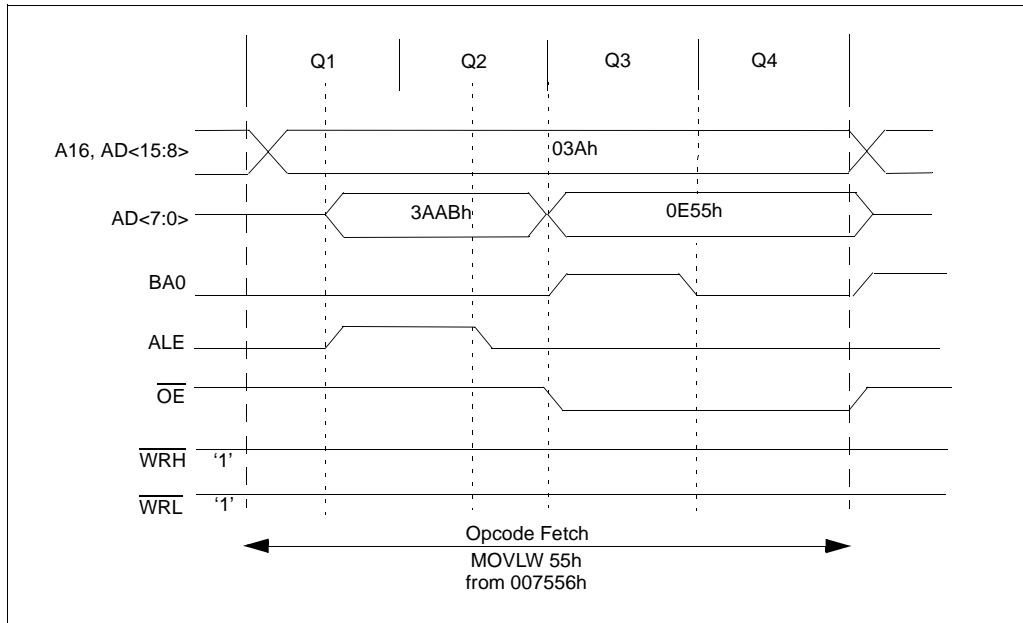 Q1 Q2 Q3 Q4
A16, AD<15:8> 03Ah
AD<7:0> 3AABh 0E55h
BA0
ALE
OE
WRH '1'
WRL '1'
Opcode Fetch
MOVLW 55h
from 007556h